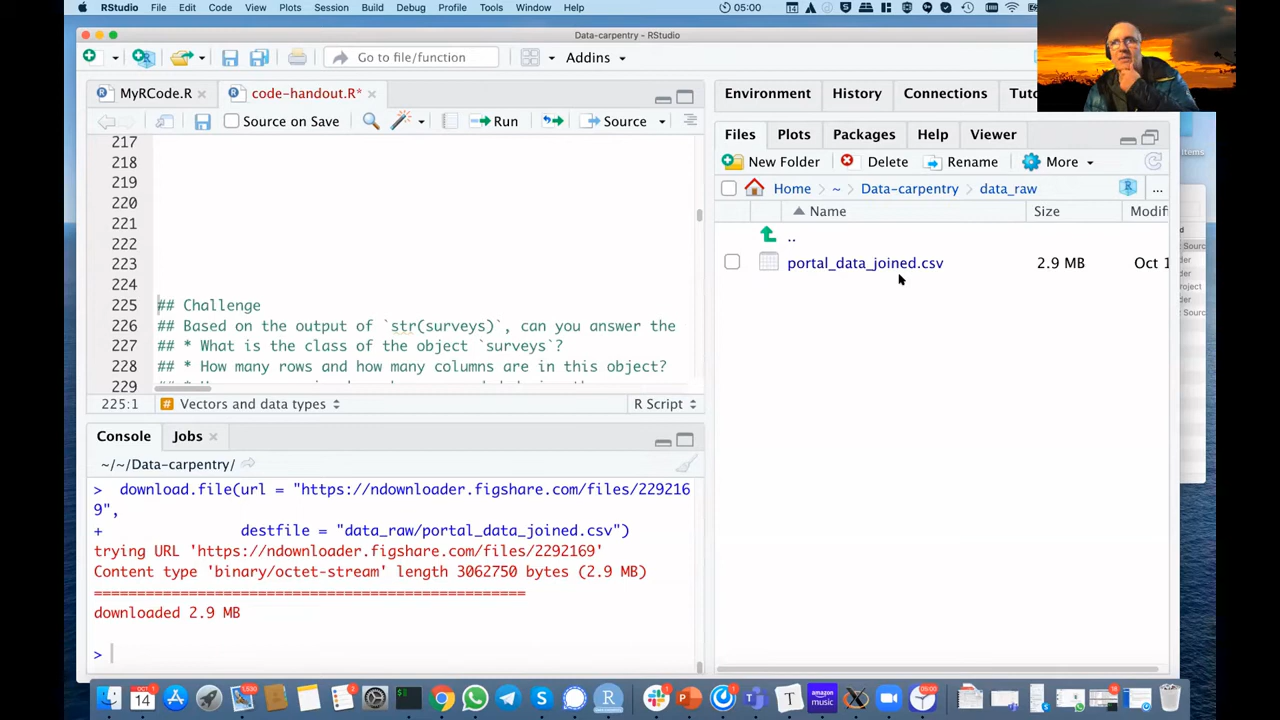 RStudio File Edit Code View Plots Session Build Debug Profile Tools Window Help 05:00
Data-carpentry - RStudio
Go to file/function Addins
MyRCode.R code-handout.R*
Source on Save Run Source
217
218
219
220
221
222
223
224
225 ## Challenge
226 ## Based on the output of `str(surveys)`, can you answer the
227 ## * What is the class of the object `surveys`?
228 ## * How many rows and how many columns are in this object?
229
225:1 # Vectors and data types R Script
Console Jobs
~/~/Data-carpentry/
> download.file(url = "https://ndownloader.figshare.com/files/229216
9",
+ destfile = "data_raw/portal_data_joined.csv")
trying URL 'https://ndownloader.figshare.com/files/2292169'
Content type 'binary/octet-stream' length
bytes (2.9 MB)
==================================================
downloaded 2.9 MB
>
Environment History Connections Tuto
Files Plots Packages Help Viewer
New Folder Delete Rename More
Home ~ Data-carpentry data_raw ...
Name Size Modifi
..
portal_data_joined.csv 2.9 MB Oct 1